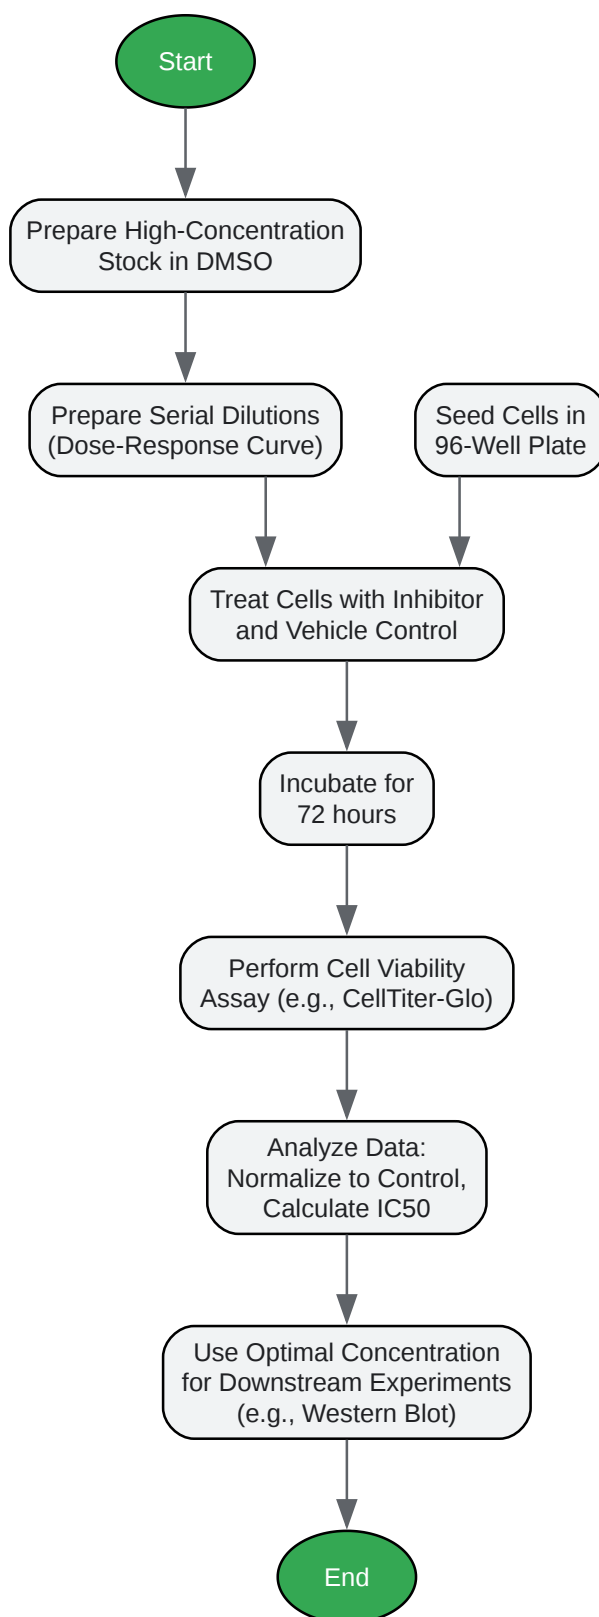 Start
Prepare High-Concentration
Stock in DMSO
Prepare Serial Dilutions
(Dose-Response Curve)
Seed Cells in
96-Well Plate
Treat Cells with Inhibitor
and Vehicle Control
Incubate for
72 hours
Perform Cell Viability
Assay (e.g., CellTiter-Glo)
Analyze Data:
Normalize to Control,
Calculate IC50
Use Optimal Concentration
for Downstream Experiments
(e.g., Western Blot)
End